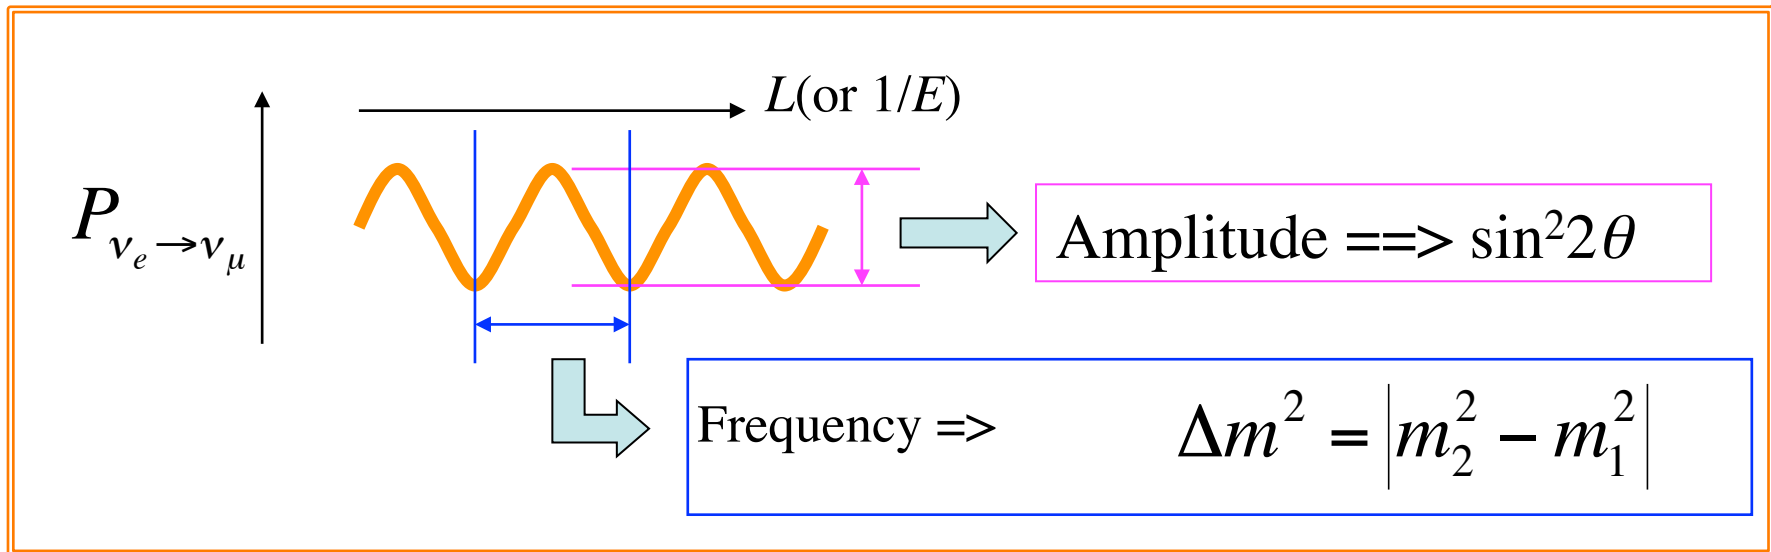 L(or 1/E)
P_{ν_e→ν_μ}
Amplitude ==> sin²2θ
Frequency => Δm² = |m₂² − m₁²|